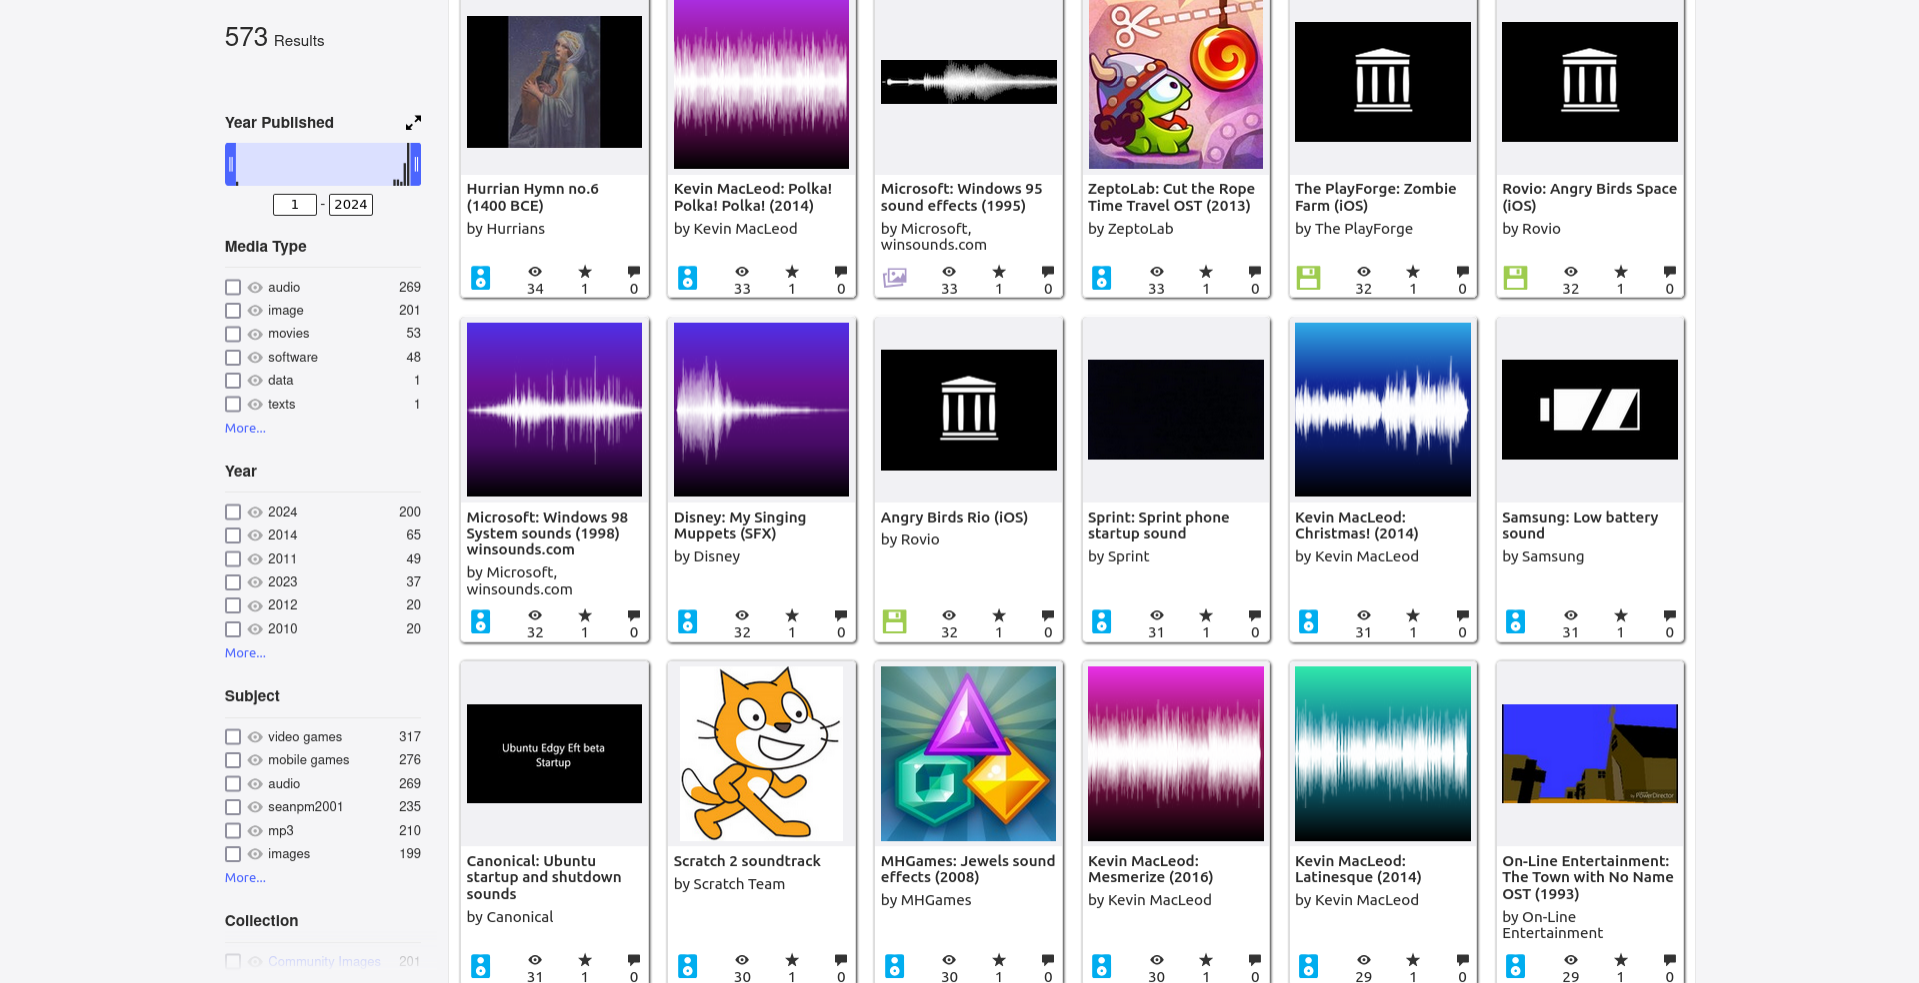 573 Results
Year Published
1 - 2024
Media Type
audio 269
image 201
movies 53
software 48
data 1
texts 1
More...
Year
2024 200
2014 65
2011 49
2023 37
2012 20
2010 20
More...
Subject
video games 317
mobile games 276
audio 269
seanpm2001 235
mp3 210
images 199
More...
Collection
Community Images 201
Hurrian Hymn no.6
(1400 BCE)
by Hurrians
34 1 0
Kevin MacLeod: Polka!
Polka! Polka! (2014)
by Kevin MacLeod
33 1 0
Microsoft: Windows 95
sound effects (1995)
by Microsoft,
winsounds.com
33 1 0
ZeptoLab: Cut the Rope
Time Travel OST (2013)
by ZeptoLab
33 1 0
The PlayForge: Zombie
Farm (iOS)
by The PlayForge
32 1 0
Rovio: Angry Birds Space
(iOS)
by Rovio
32 1 0
Microsoft: Windows 98
System sounds (1998)
winsounds.com
by Microsoft,
winsounds.com
32 1 0
Disney: My Singing
Muppets (SFX)
by Disney
32 1 0
Angry Birds Rio (iOS)
by Rovio
32 1 0
Sprint: Sprint phone
startup sound
by Sprint
31 1 0
Kevin MacLeod:
Christmas! (2014)
by Kevin MacLeod
31 1 0
Samsung: Low battery
sound
by Samsung
31 1 0
Ubuntu Edgy Eft beta
Startup
Canonical: Ubuntu
startup and shutdown
sounds
by Canonical
31 1 0
Scratch 2 soundtrack
by Scratch Team
30 1 0
MHGames: Jewels sound
effects (2008)
by MHGames
30 1 0
Kevin MacLeod:
Mesmerize (2016)
by Kevin MacLeod
30 1 0
Kevin MacLeod:
Latinesque (2014)
by Kevin MacLeod
29 1 0
by PowerDirector
On-Line Entertainment:
The Town with No Name
OST (1993)
by On-Line
Entertainment
29 1 0